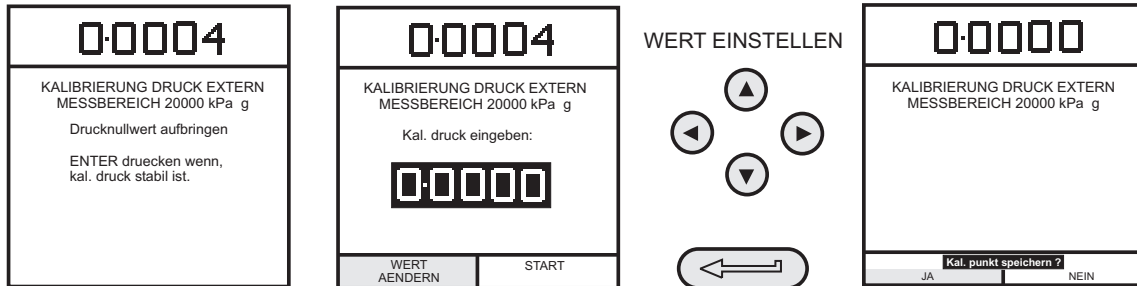 0.0004
KALIBRIERUNG DRUCK EXTERN
MESSBEREICH 20000 kPa g
Drucknullwert aufbringen
ENTER druecken wenn,
kal. druck stabil ist.
0.0004
KALIBRIERUNG DRUCK EXTERN
MESSBEREICH 20000 kPa g
Kal. druck eingeben:
0.0000
WERT
AENDERN
START
WERT EINSTELLEN
0.0000
KALIBRIERUNG DRUCK EXTERN
MESSBEREICH 20000 kPa g
Kal. punkt speichern ?
JA
NEIN